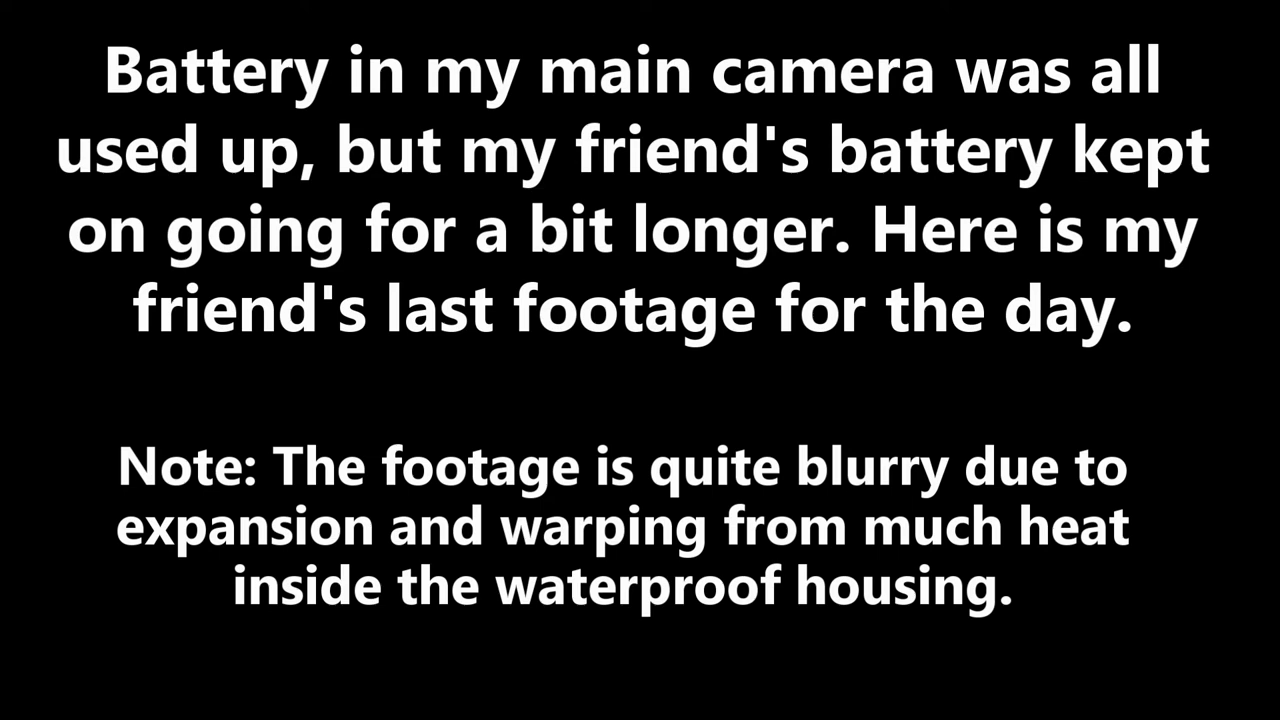 Battery in my main camera was all
used up, but my friend's battery kept
on going for a bit longer. Here is my
friend's last footage for the day.
Note: The footage is quite blurry due to
expansion and warping from much heat
inside the waterproof housing.